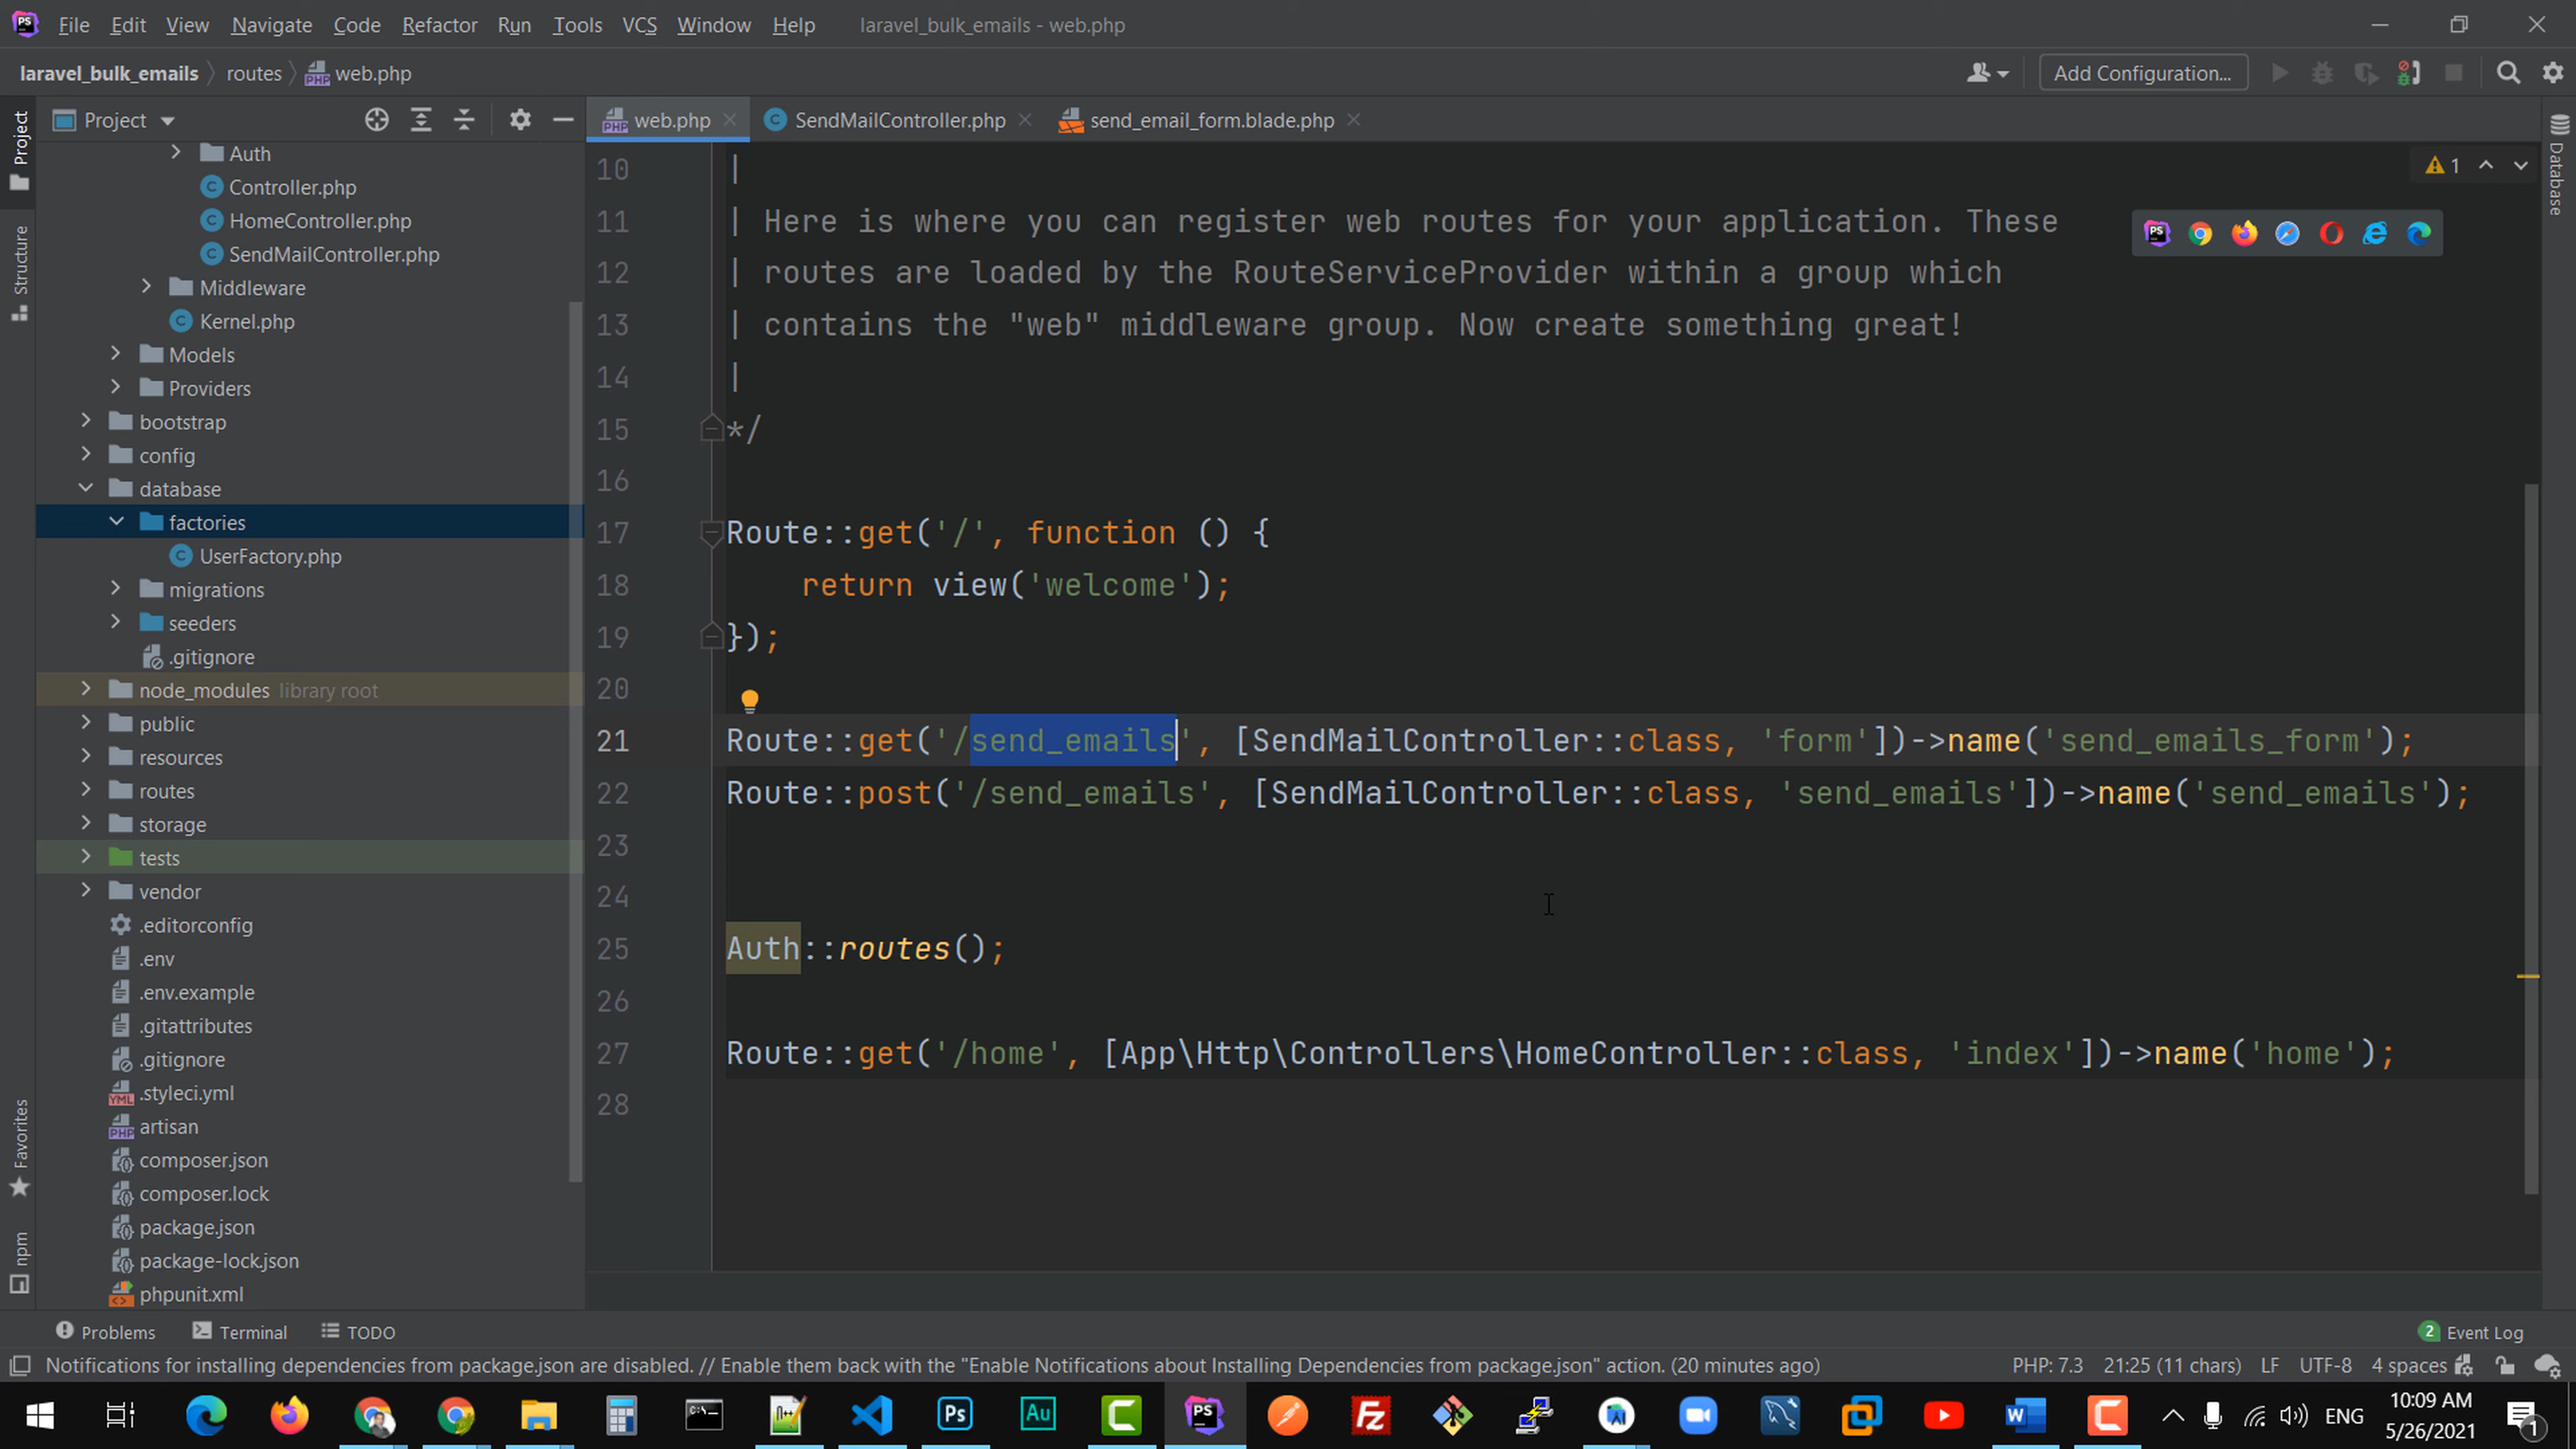 File Edit View Navigate Code Refactor Run Tools VCS Window Help laravel_bulk_emails - web.php
laravel_bulk_emails routes web.php Add Configuration...
Project web.php SendMailController.php send_email_form.blade.php
Project
Structure
Favorites
npm
Database
Auth
Controller.php
HomeController.php
SendMailController.php
Middleware
Kernel.php
Models
Providers
bootstrap
config
database
factories
UserFactory.php
migrations
seeders
.gitignore
node_modules library root
public
resources
routes
storage
tests
vendor
.editorconfig
.env
.env.example
.gitattributes
.gitignore
.styleci.yml
artisan
composer.json
composer.lock
package.json
package-lock.json
phpunit.xml
1
10 |
11 | Here is where you can register web routes for your application. These
12 | routes are loaded by the RouteServiceProvider within a group which
13 | contains the "web" middleware group. Now create something great!
14 |
15 */
16
17 Route::get('/', function () {
18 return view('welcome');
19 });
20
21 Route::get('/send_emails', [SendMailController::class, 'form'])->name('send_emails_form');
22 Route::post('/send_emails', [SendMailController::class, 'send_emails'])->name('send_emails');
23
24
25 Auth::routes();
26
27 Route::get('/home', [App\Http\Controllers\HomeController::class, 'index'])->name('home');
28
Problems Terminal TODO 2 Event Log
Notifications for installing dependencies from package.json are disabled. // Enable them back with the "Enable Notifications about Installing Dependencies from package.json" action. (20 minutes ago) PHP: 7.3 21:25 (11 chars) LF UTF-8 4 spaces
ENG 10:09 AM
5/26/2021 1